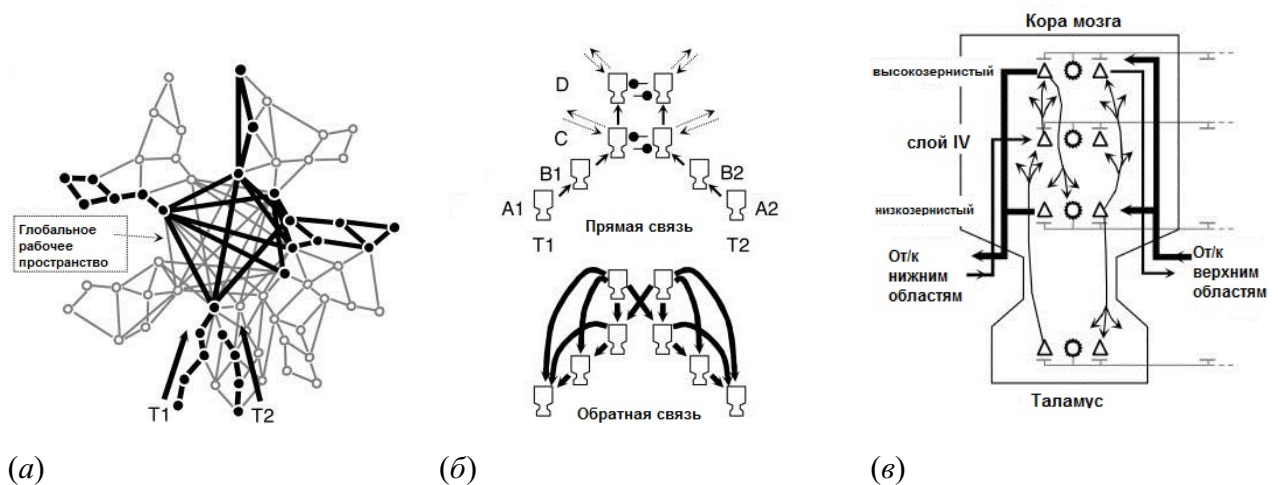 Глобальное
рабочее
пространство
T1
T2
(а)
D
C
B1
B2
A1
A2
Прямая связь
T1
T2
Обратная связь
(б)
Кора мозга
высокозернистый
слой IV
низкозернистый
От/к
нижним
областям
От/к
верхним
областям
Таламус
(в)